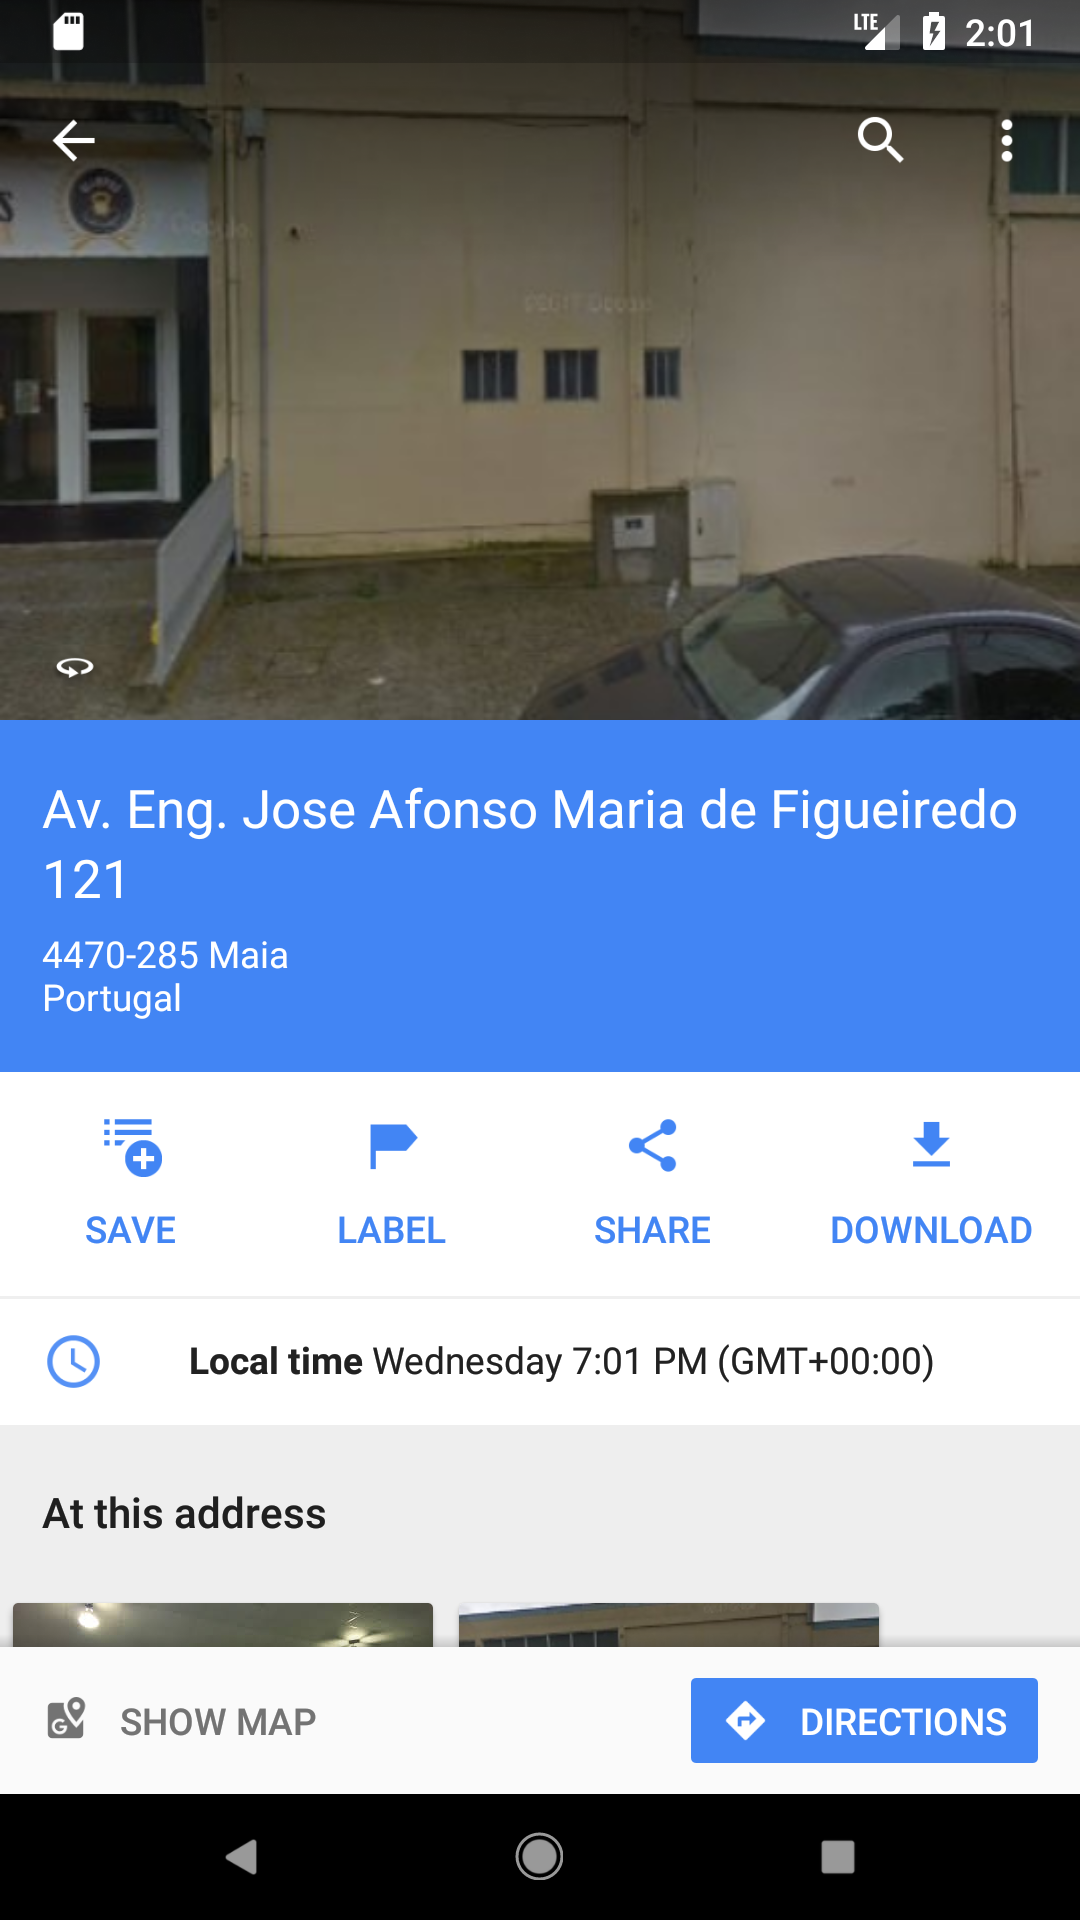 LTE 2:01
Av. Eng. Jose Afonso Maria de Figueiredo
121
4470-285 Maia
Portugal
SAVE LABEL SHARE DOWNLOAD
Local time Wednesday 7:01 PM (GMT+00:00)
At this address
SHOW MAP DIRECTIONS